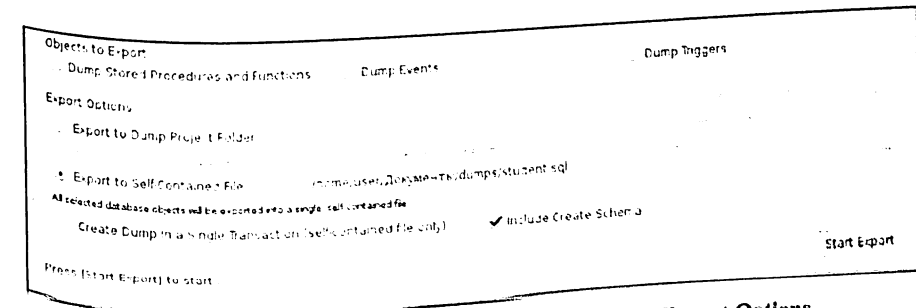 Objects to Export
Dump Stored Procedures and Functions Dump Events Dump Triggers
Export Options
Export to Dump Project Folder
Export to Self-Contained File /home/user/Документы/dumps/student.sql
All selected database objects will be exported into a single, self-contained file
Create Dump in a Single Transaction (self-contained file only) ✔ Include Create Schema
Start Export
Press [Start Export] to start
Options